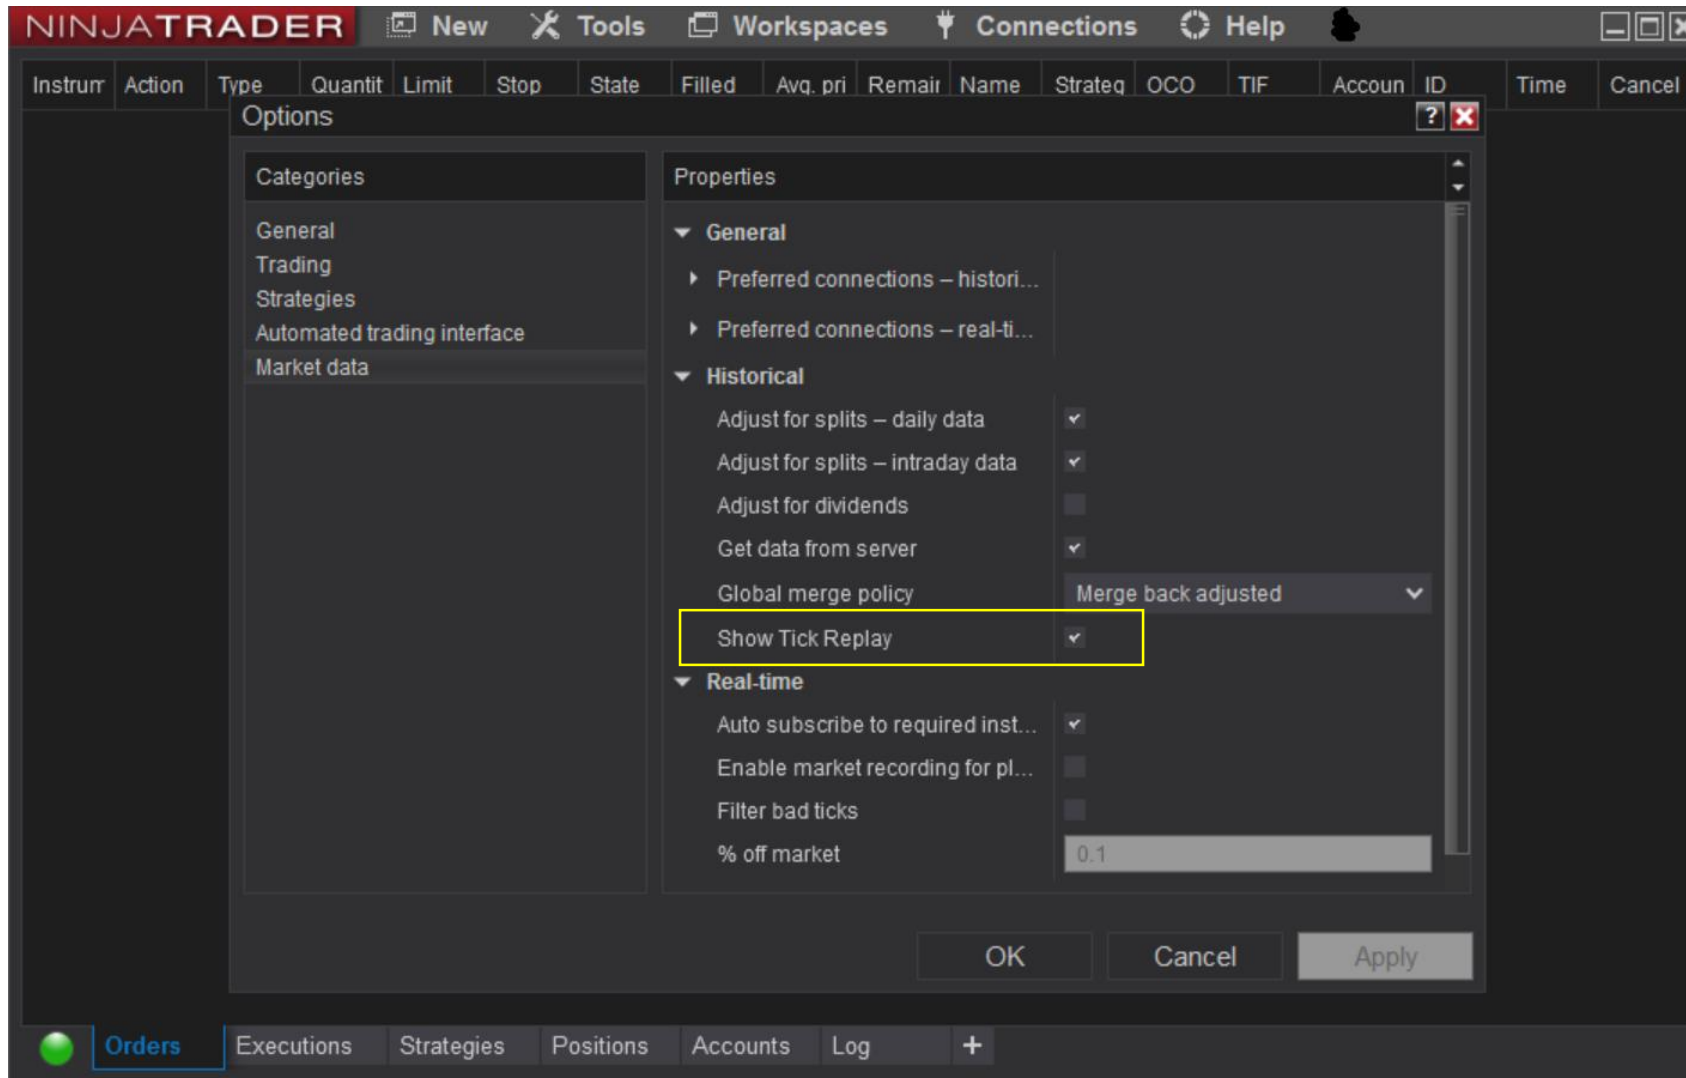 NINJATRADER New Tools Workspaces Connections Help
Instrum Action Type Quantit Limit Stop State Filled Avg. pri Remair Name Strateg OCO TIF Accoun ID Time Cancel
Options ?
Categories
General
Trading
Strategies
Automated trading interface
Market data
Properties
General
Preferred connections – histori...
Preferred connections – real-ti...
Historical
Adjust for splits – daily data
Adjust for splits – intraday data
Adjust for dividends
Get data from server
Global merge policy Merge back adjusted
Show Tick Replay
Real-time
Auto subscribe to required inst...
Enable market recording for pl...
Filter bad ticks
% off market 0.1
OK Cancel Apply
Orders Executions Strategies Positions Accounts Log +